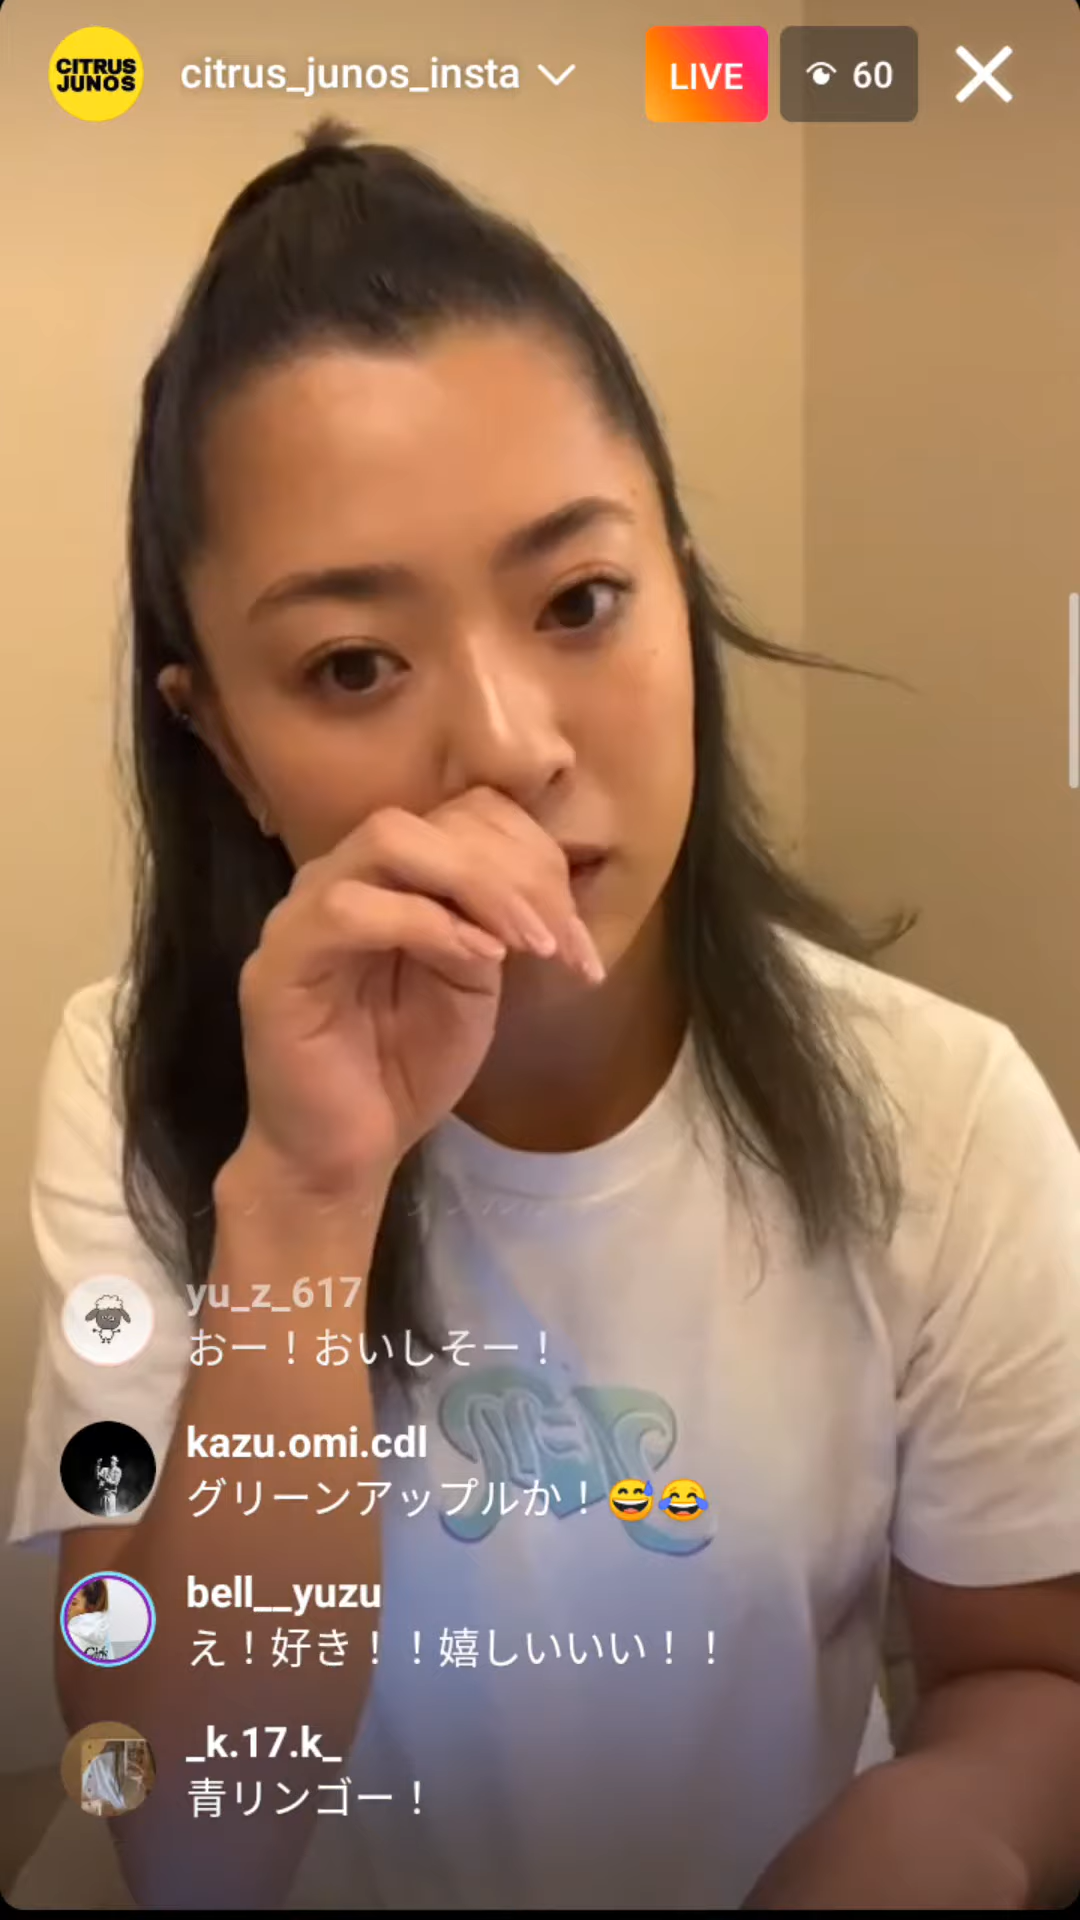 CITRUS
JUNOS
citrus_junos_insta
LIVE
60
yu_z_617
おー！おいしそー！
kazu.omi.cdl
グリーンアップルか！😅😂
bell__yuzu
え！好き！！嬉しいいい！！
_k.17.k_
青リンゴー！